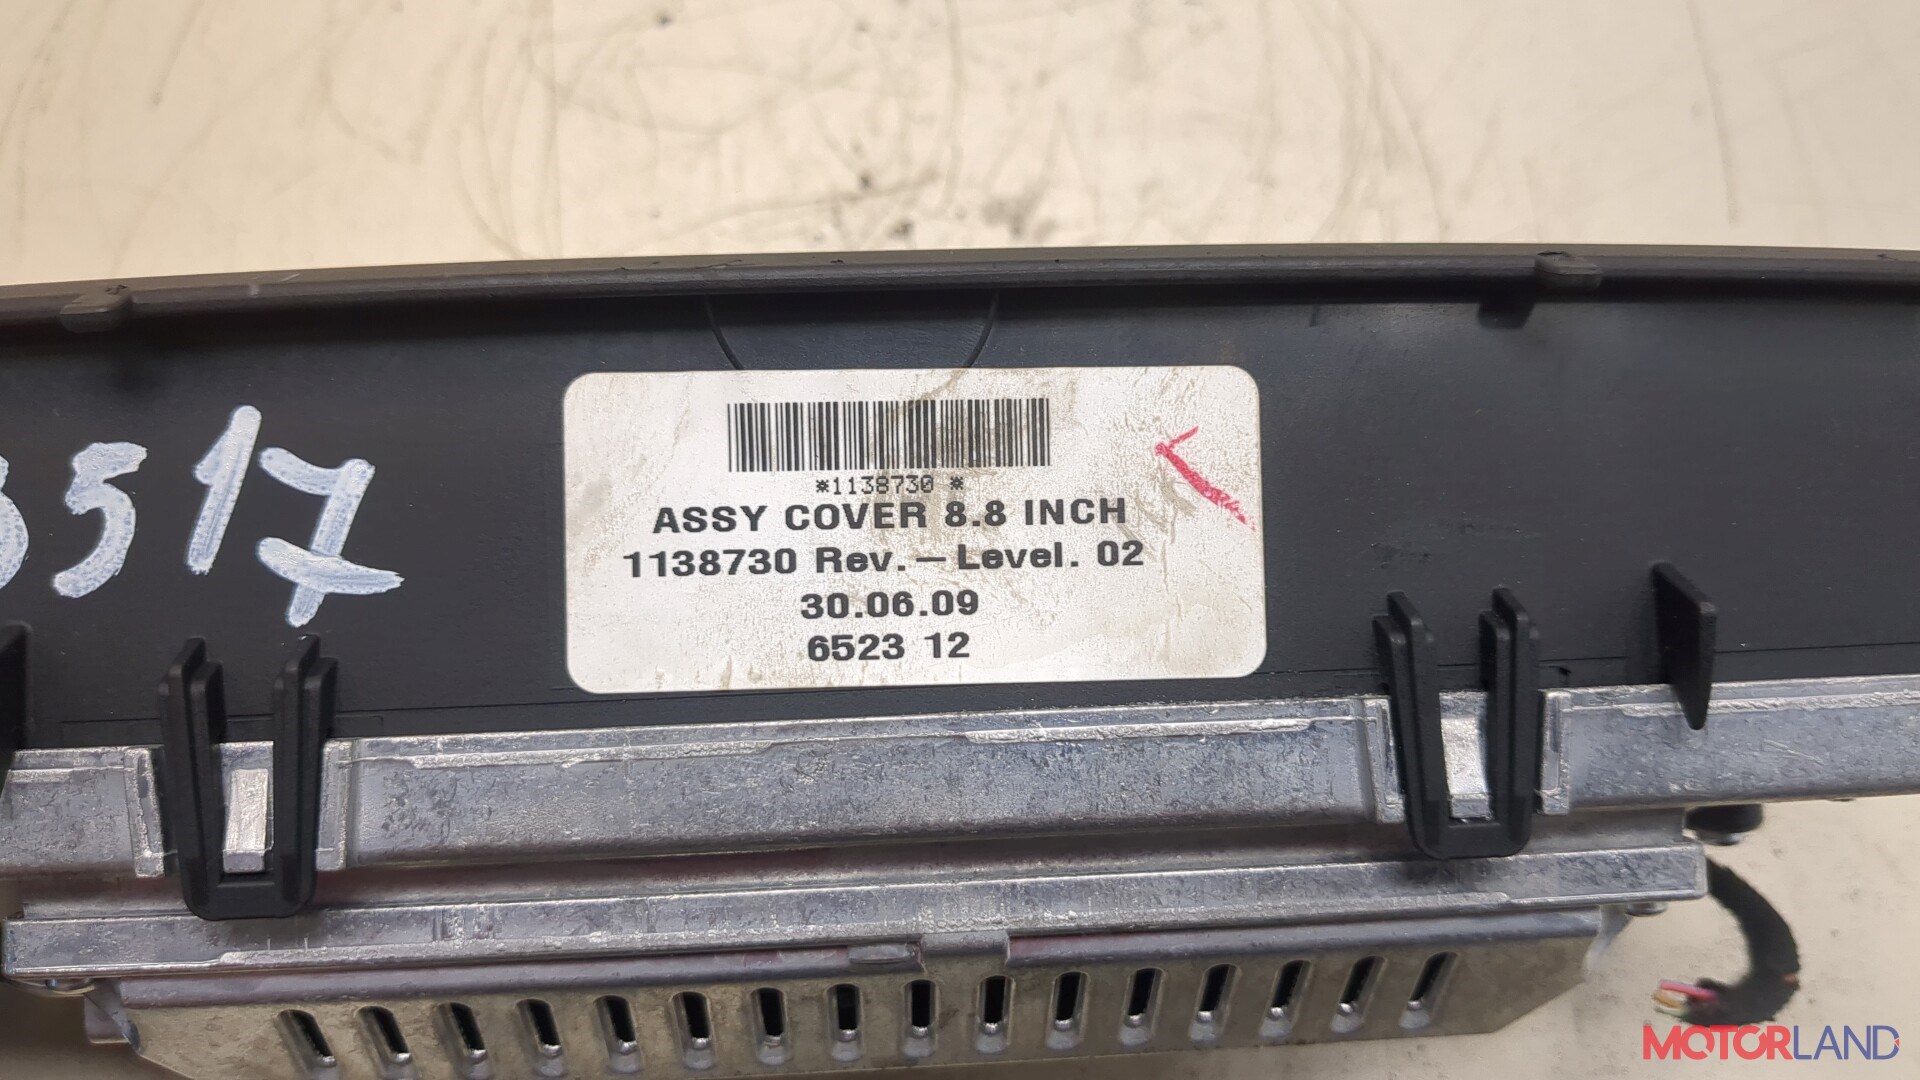 *1138730 *
ASSY COVER 8.8 INCH
1138730 Rev. – Level. 02
30.06.09
6523 12
3517
MOTORLAND